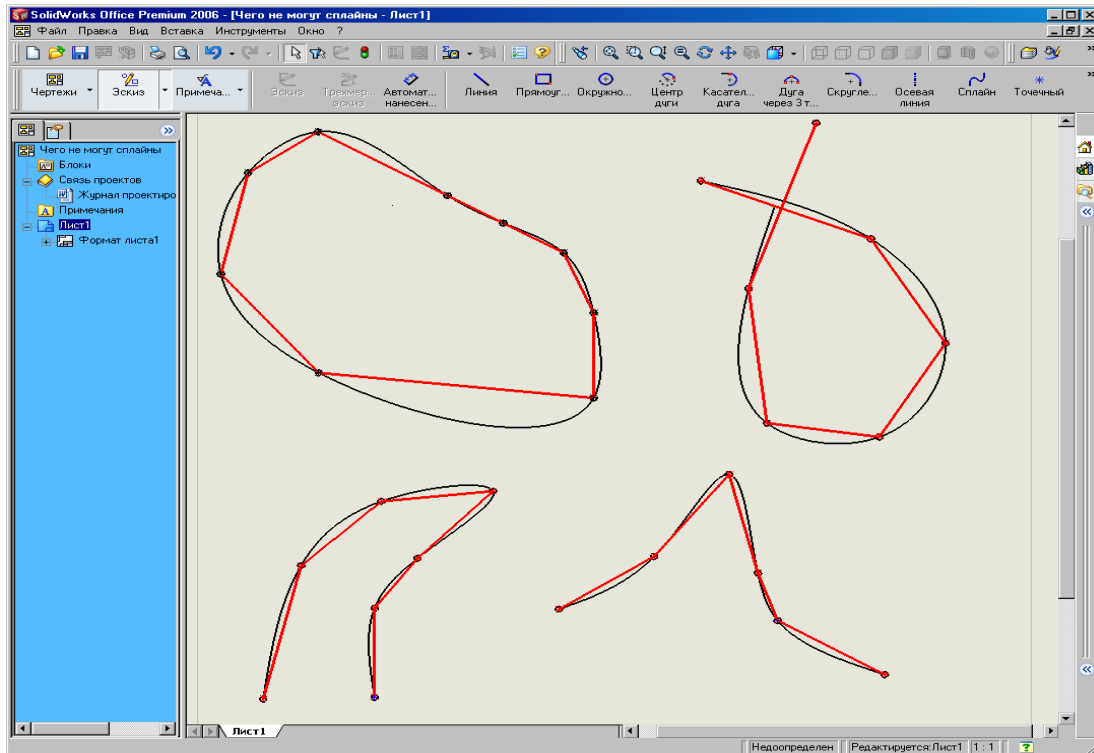 SolidWorks Office Premium 2006 - [Чего не могут сплайны - Лист1]
Файл Правка Вид Вставка Инструменты Окно ?
Чертежи Эскиз Примеча... Эскиз Трехмер... эскиз Автомат... нанесен... Линия Прямоуг... Окружно... Центр дуги Касател... дуга Дуга через 3 т... Скругле... Осевая линия Сплайн Точечный
Чего не могут сплайны
Блоки
Связь проектов
Журнал проектиро
Примечания
Лист1
Формат листа1
Лист1
Недоопределен Редактируется:Лист1 1 : 1 ?